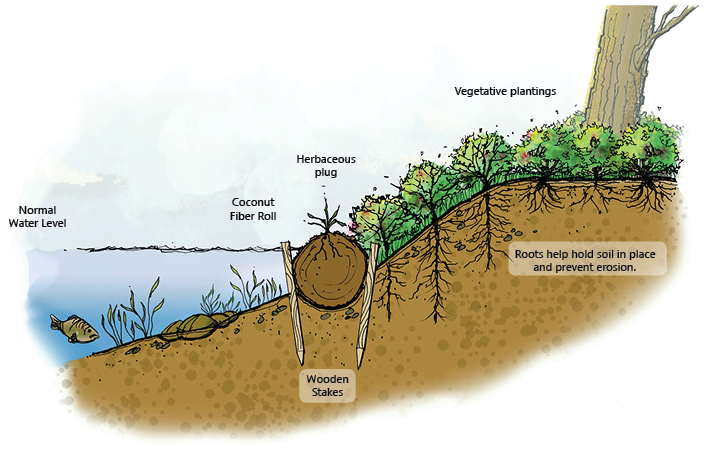 Vegetative plantings
Herbaceous
plug
Coconut
Fiber Roll
Normal
Water Level
Roots help hold soil in place
and prevent erosion.
Wooden
Stakes